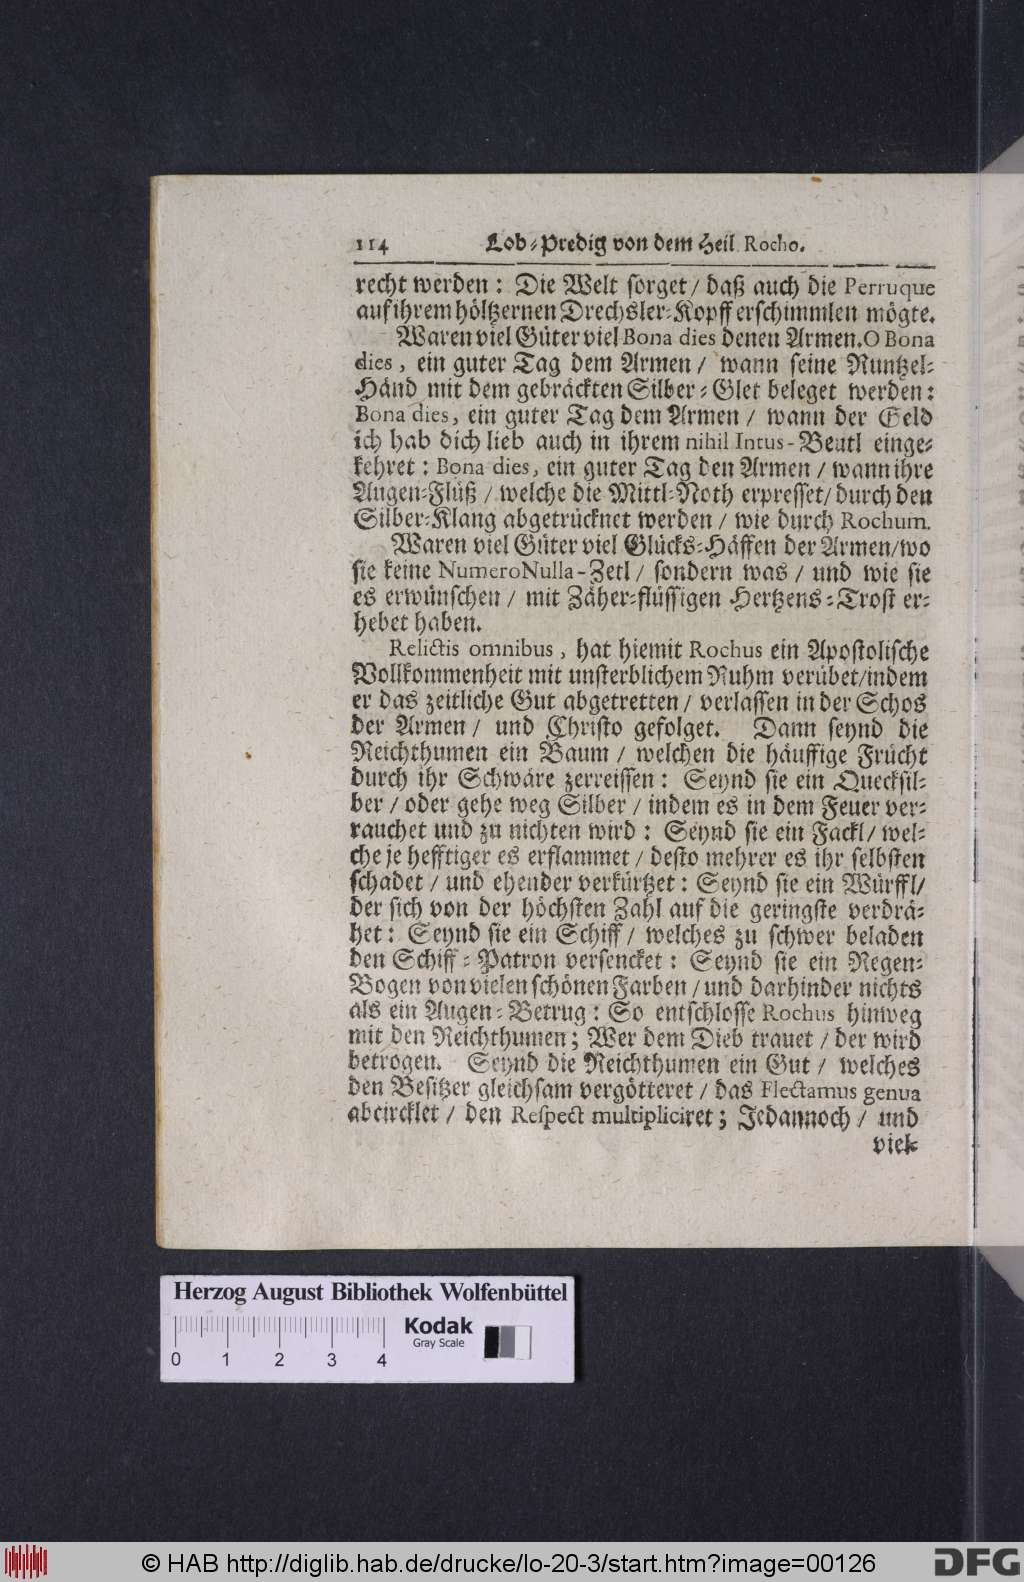 114 Lob-Predig von dem Heil. Rocho.
recht werden: Die Welt sorget / daß auch die Perruque
auf ihrem höltzernen Drechsler-Kopff erschimmlen mögte.
Waren viel Güter viel Bona dies denen Armen. O Bona
dies, ein guter Tag dem Armen / wann seine Runtzel-
Händ mit dem gebräckten Silber-Glet beleget werden:
Bona dies, ein guter Tag dem Armen / wann der Geld
ich hab dich lieb auch in ihrem nihil Intus-Beutl einge-
kehret: Bona dies, ein guter Tag den Armen / wann ihre
Augen-Flüß / welche die Mittl-Noth erpresset / durch den
Silber-Klang abgetrücknet werden / wie durch Rochum.
Waren viel Güter viel Glücks-Häffen der Armen / wo
sie keine Numero Nulla-Zetl / sondern was / und wie sie
es erwünschen / mit Zäher-flüssigen Hertzens-Trost er-
hebet haben.
Relictis omnibus, hat hiemit Rochus ein Apostolische
Vollkommenheit mit unsterblichem Ruhm verübet / indem
er das zeitliche Gut abgetretten / verlassen in der Schos
der Armen / und Christo gefolget. Dann seynd die
Reichthumen ein Baum / welchen die häuffige Frücht
durch ihr Schwäre zerreissen: Seynd sie ein Quecksil-
ber / oder gehe weg Silber / indem es in dem Feuer ver-
rauchet und zu nichten wird: Seynd sie ein Fackl / wel-
che je hefftiger es erflammet / desto mehrer es ihr selbsten
schadet / und ehender verkürtzet: Seynd sie ein Würffl /
der sich von der höchsten Zahl auf die geringste verdrä-
het: Seynd sie ein Schiff / welches zu schwer beladen
den Schiff-Patron versencket: Seynd sie ein Regen-
Bogen von vielen schönen Farben / und darhinder nichts
als ein Augen-Betrug: So entschlosse Rochus hinweg
mit den Reichthumen; Wer dem Dieb trauet / der wird
betrogen. Seynd die Reichthumen ein Gut / welches
den Besitzer gleichsam vergötteret / das Flectamus genua
abcircklet / den Respect multipliciret; Jedannoch / und
viel-
Herzog August Bibliothek Wolfenbüttel
Kodak
Gray Scale
0 1 2 3 4
© HAB http://diglib.hab.de/drucke/lo-20-3/start.htm?image=00126
DFG